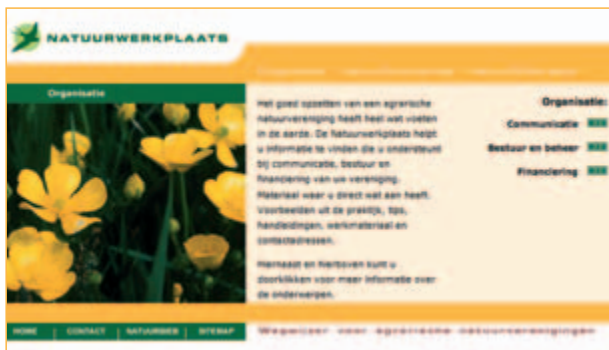 NATUURWERKPLAATS
Organisatie
Het goed opzetten van een agrarische
natuurvereniging heeft heel wat voeten
in de aarde. De Natuurwerkplaats helpt
u informatie te vinden die u ondersteunt
bij communicatie, bestuur en
financiering van uw vereniging.
Materiaal waar u direct wat aan heeft.
Voorbeelden uit de praktijk, tips,
handleidingen, werkmateriaal en
contactadressen.
Hiernaast en hierboven kunt u
doorklikken voor meer informatie over
de onderwerpen.
Organisatie:
Communicatie
Bestuur en beheer
Financiering
HOME | CONTACT | NATUURWEB | SITEMAP
Wegwijzer voor agrarische natuurverenigingen